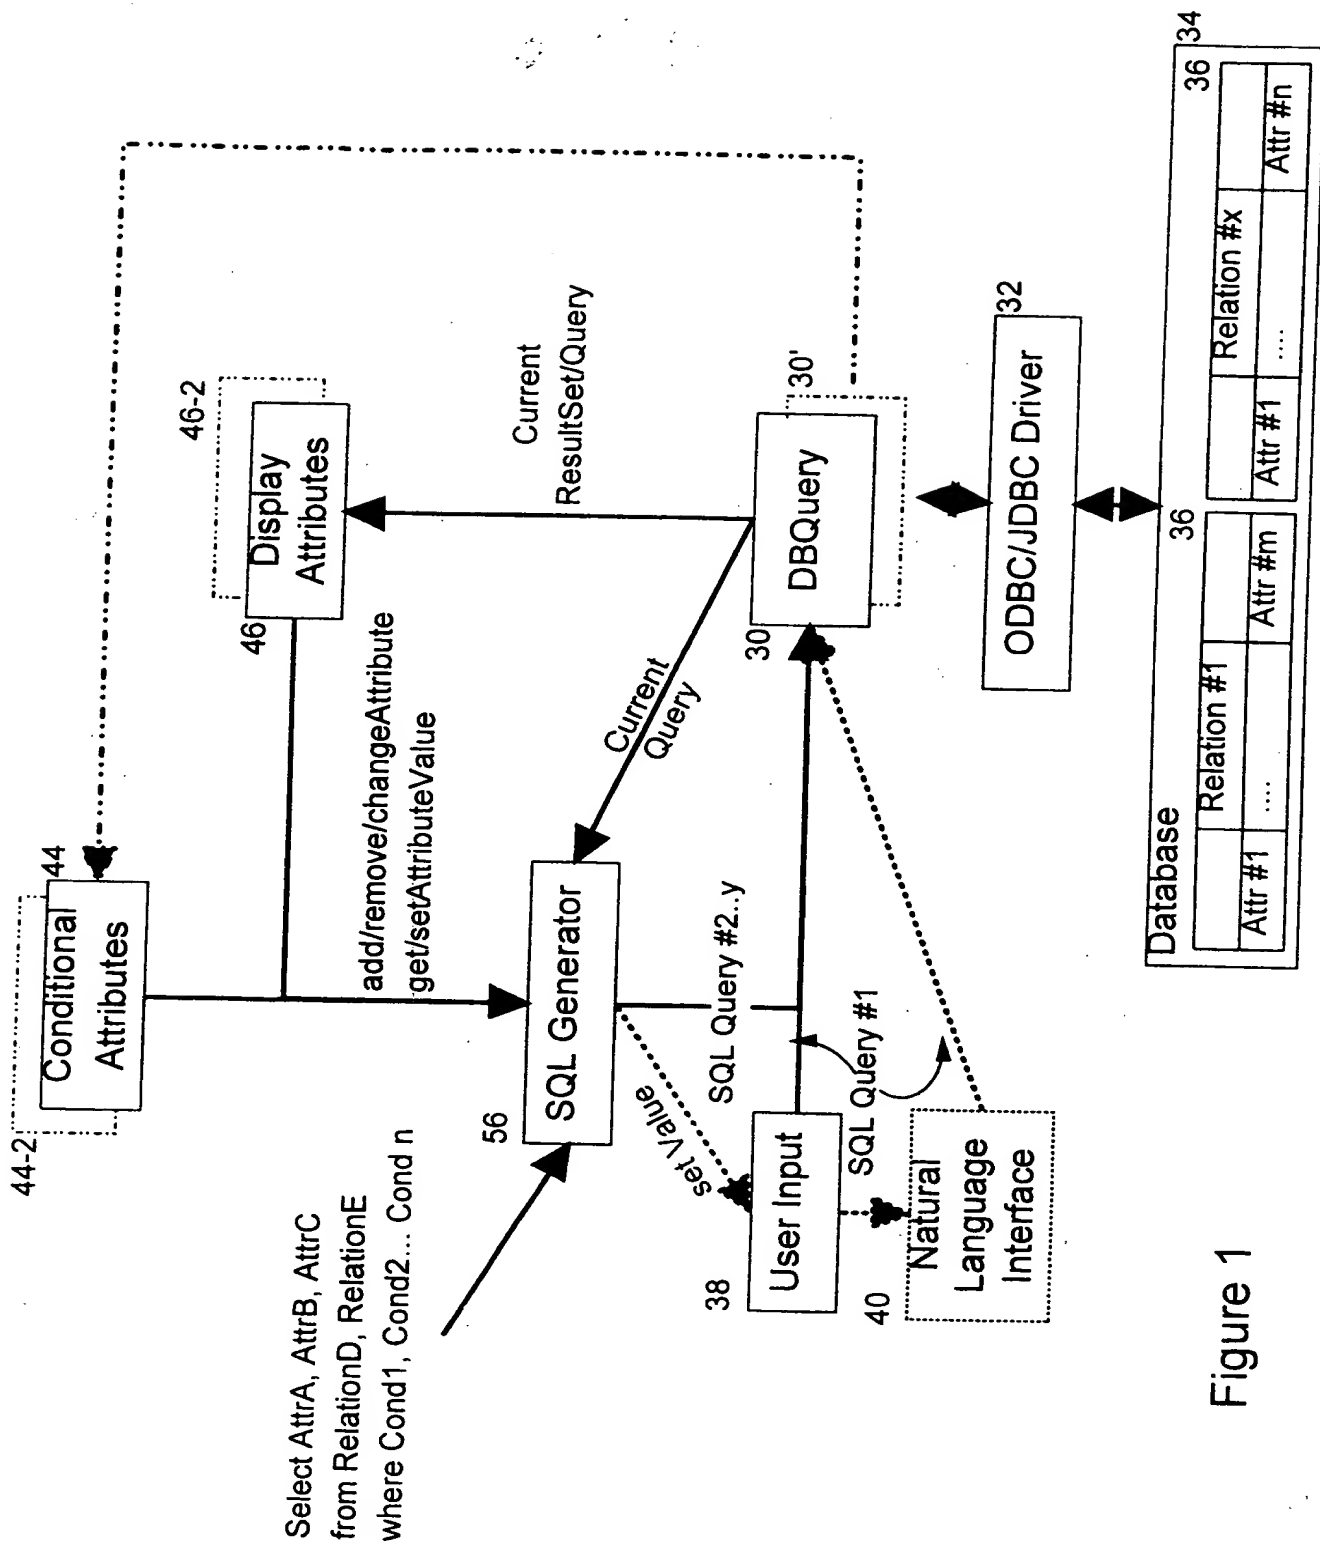 44-2
Conditional
Attributes
44
46-2
46
Display
Attributes
Select AttrA, AttrB, AttrC
from RelationD, RelationE
where Cond1, Cond2... Cond n
add/remove/changeAttribute
get/setAttributeValue
Current
ResultSet/Query
56
SQL Generator
Current
Query
set Value
SQL Query #2..y
38
User Input
SQL Query #1
30
DBQuery
30'
40
Natural
Language
Interface
ODBC/JDBC Driver
32
Database
36
36
34
Relation #1
Attr #1
....
Attr #m
Relation #x
Attr #1
....
Attr #n
Figure 1